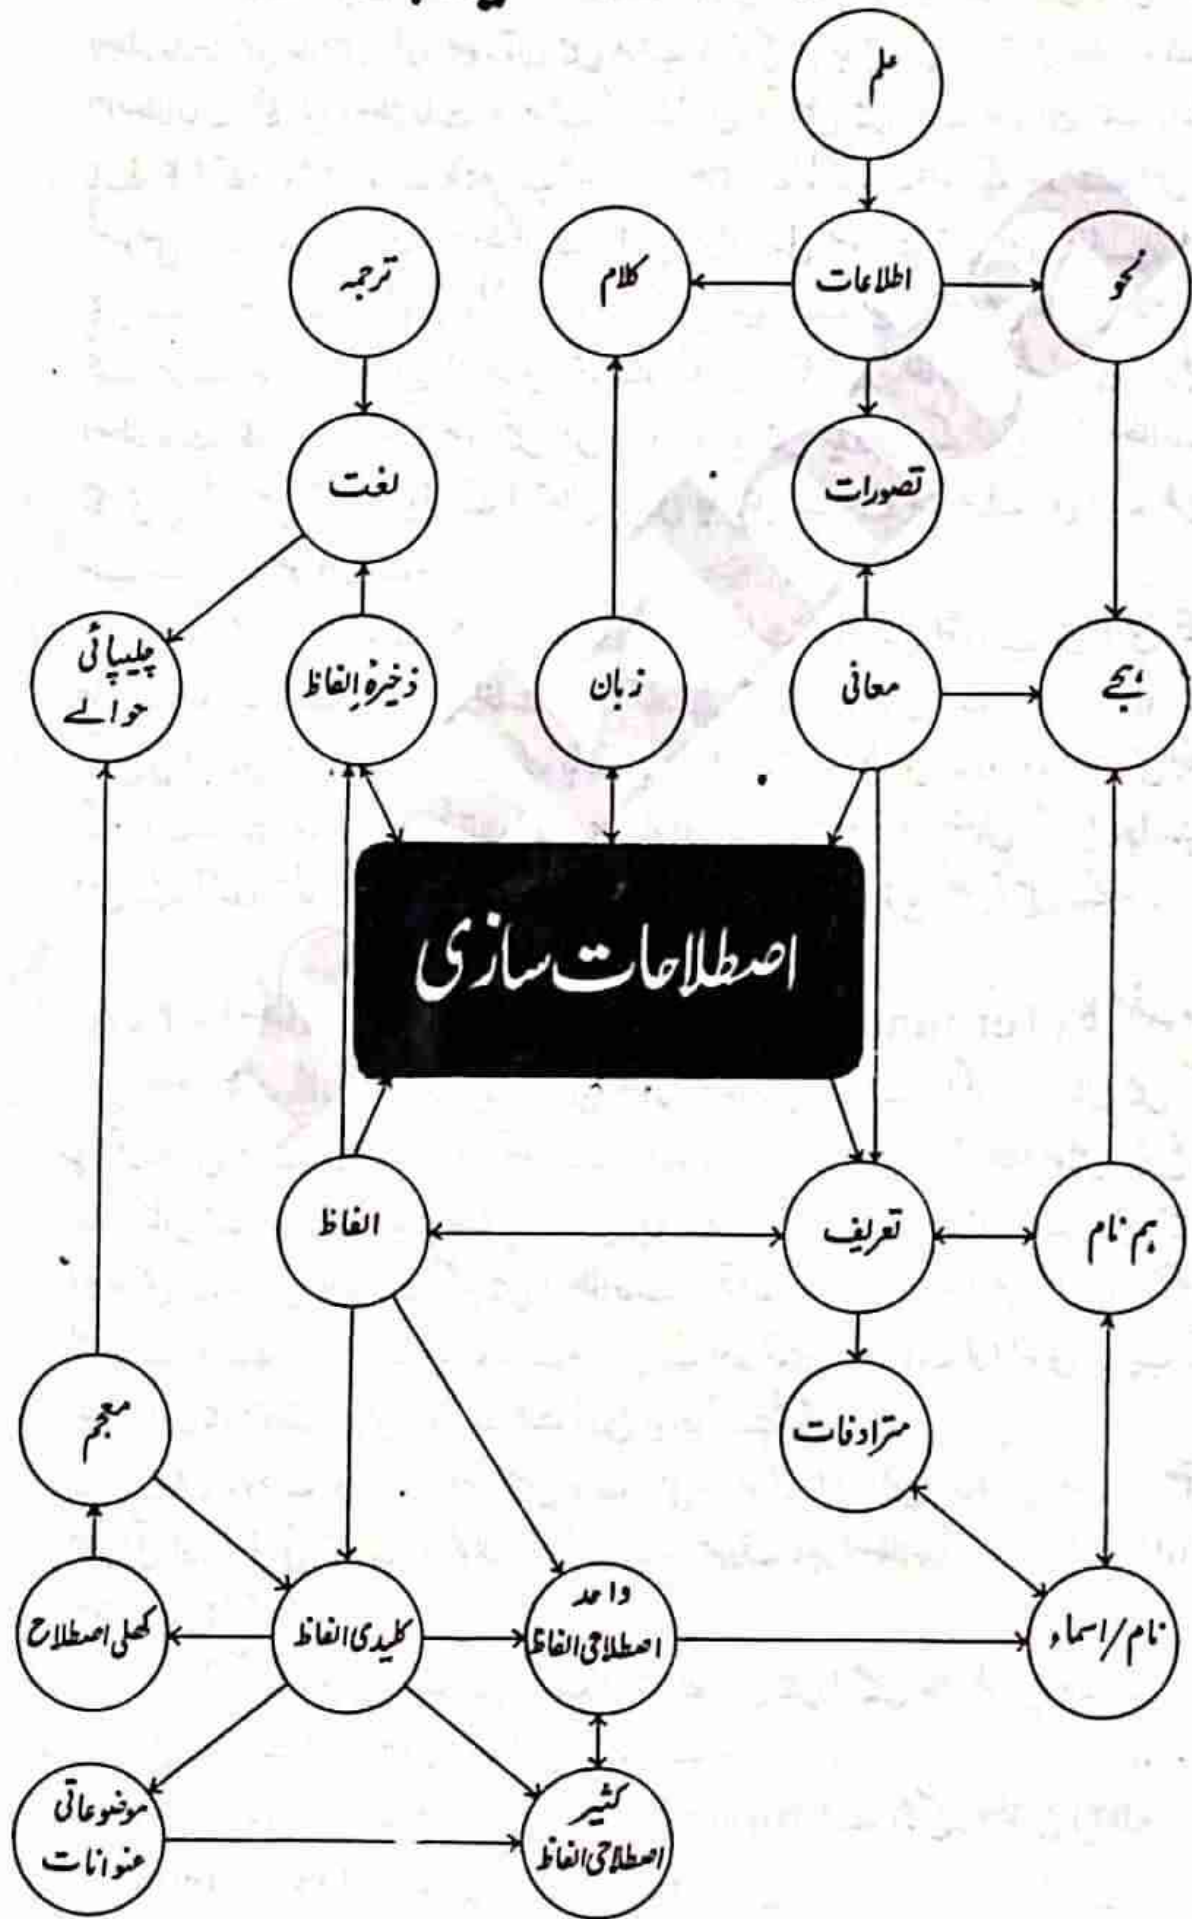 علم
نحو
اطلاعات
کلام
ترجمہ
تصورات
لغت
ہجے
معانی
زبان
ذخیرۂ الفاظ
چلیپائی
حوالے
اصطلاحات سازی
ہم نام
تعریف
الفاظ
مترادفات
معجم
نام/اسماء
واحد
اصطلاحی الفاظ
کلیدی الفاظ
کھلی اصطلاح
کثیر
اصطلاحی الفاظ
موضوعاتی
عنوانات